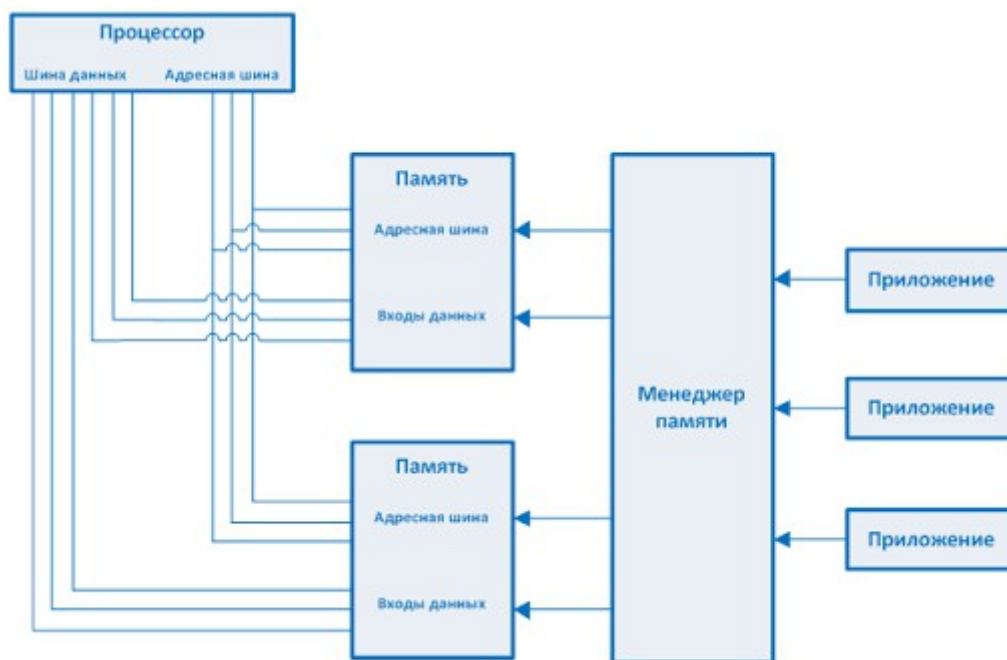 Процессор
Шина данных Адресная шина
Память
Адресная шина
Входы данных
Память
Адресная шина
Входы данных
Менеджер
памяти
Приложение
Приложение
Приложение